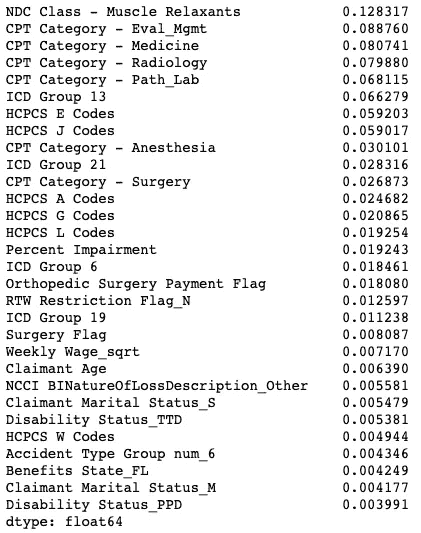 NDC Class - Muscle Relaxants 0.128317
CPT Category - Eval_Mgmt 0.088760
CPT Category - Medicine 0.080741
CPT Category - Radiology 0.079880
CPT Category - Path_Lab 0.068115
ICD Group 13 0.066279
HCPCS E Codes 0.059203
HCPCS J Codes 0.059017
CPT Category - Anesthesia 0.030101
ICD Group 21 0.028316
CPT Category - Surgery 0.026873
HCPCS A Codes 0.024682
HCPCS G Codes 0.020865
HCPCS L Codes 0.019254
Percent Impairment 0.019243
ICD Group 6 0.018461
Orthopedic Surgery Payment Flag 0.018080
RTW Restriction Flag_N 0.012597
ICD Group 19 0.011238
Surgery Flag 0.008087
Weekly Wage_sqrt 0.007170
Claimant Age 0.006390
NCCI BINatureOfLossDescription_Other 0.005581
Claimant Marital Status_S 0.005479
Disability Status_TTD 0.005381
HCPCS W Codes 0.004944
Accident Type Group num_6 0.004346
Benefits State_FL 0.004249
Claimant Marital Status_M 0.004177
Disability Status_PPD 0.003991
dtype: float64